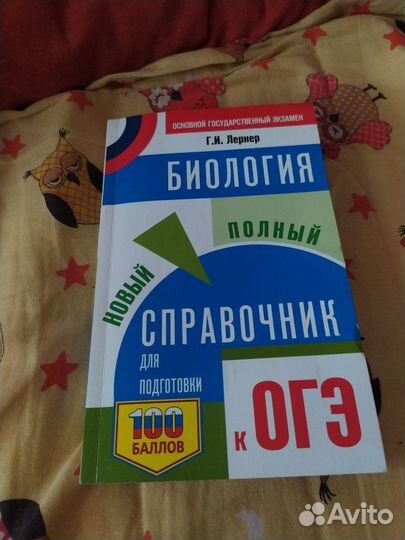 ОСНОВНОЙ ГОСУДАРСТВЕННЫЙ ЭКЗАМЕН
Г.И. Лернер
БИОЛОГИЯ
НОВЫЙ
ПОЛНЫЙ
СПРАВОЧНИК
ДЛЯ
ПОДГОТОВКИ
100
БАЛЛОВ
К ОГЭ
Avito